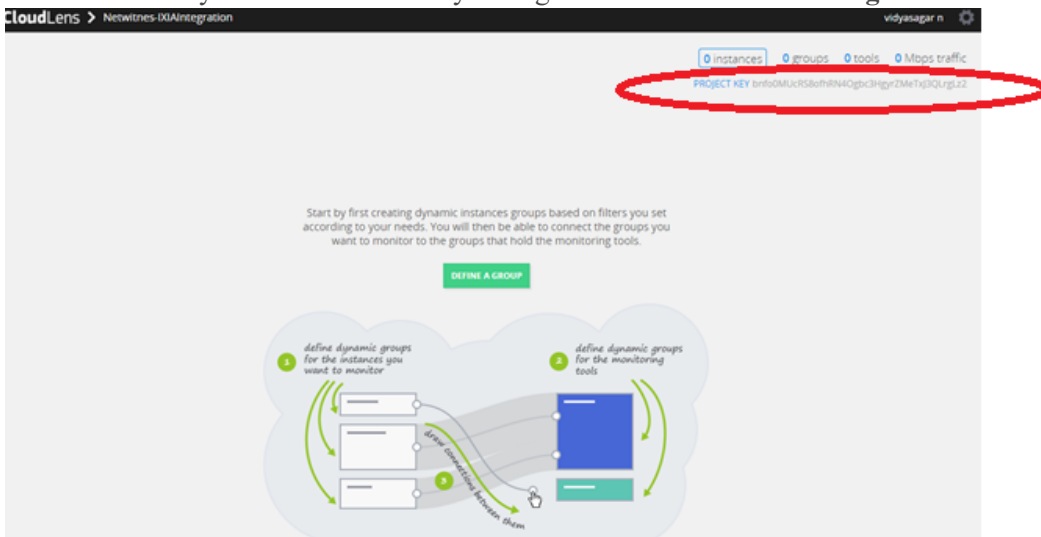 CloudLens > Netwitnes-IXIAIntegration
vidyasagar n
0 instances 0 groups 0 tools 0 Mbps traffic
PROJECT KEY
Start by first creating dynamic instances groups based on filters you set
according to your needs. You will then be able to connect the groups you
want to monitor to the groups that hold the monitoring tools.
DEFINE A GROUP
1 define dynamic groups
for the instances you
want to monitor
2 define dynamic groups
for the monitoring
tools
3 draw connections between them